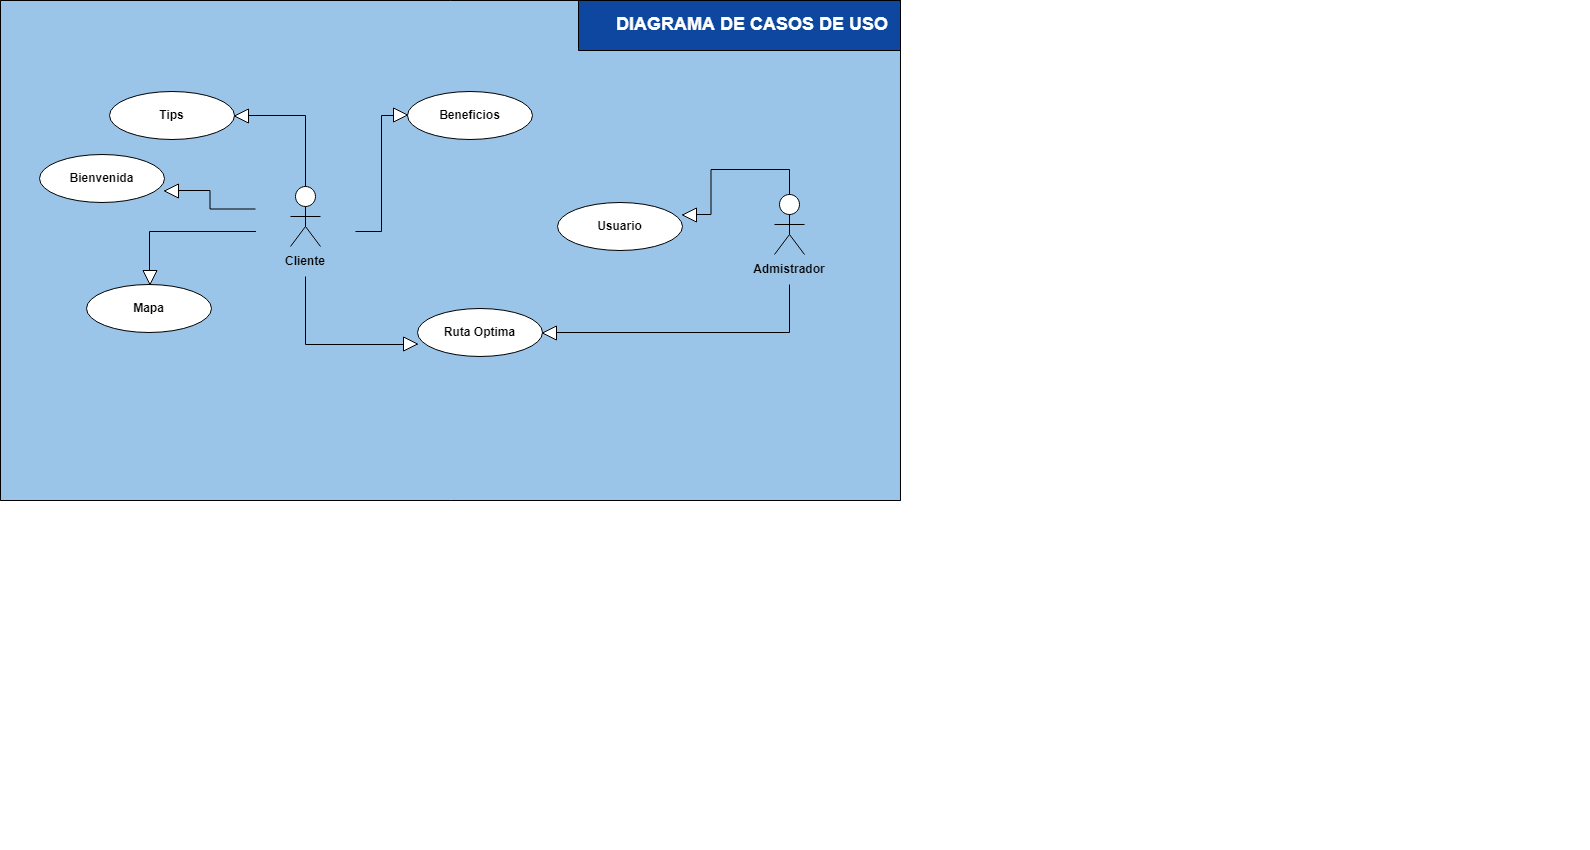 DIAGRAMA DE CASOS DE USO
Tips
Beneficios
Bienvenida
Usuario
Cliente
Admistrador
Mapa
Ruta Optima